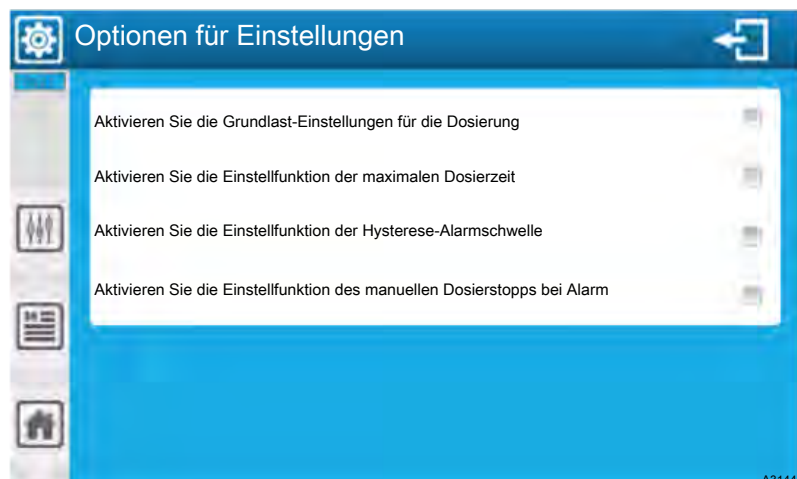 Optionen für Einstellungen
Aktivieren Sie die Grundlast-Einstellungen für die Dosierung
Aktivieren Sie die Einstellfunktion der maximalen Dosierzeit
Aktivieren Sie die Einstellfunktion der Hysterese-Alarmschwelle
Aktivieren Sie die Einstellfunktion des manuellen Dosierstopps bei Alarm